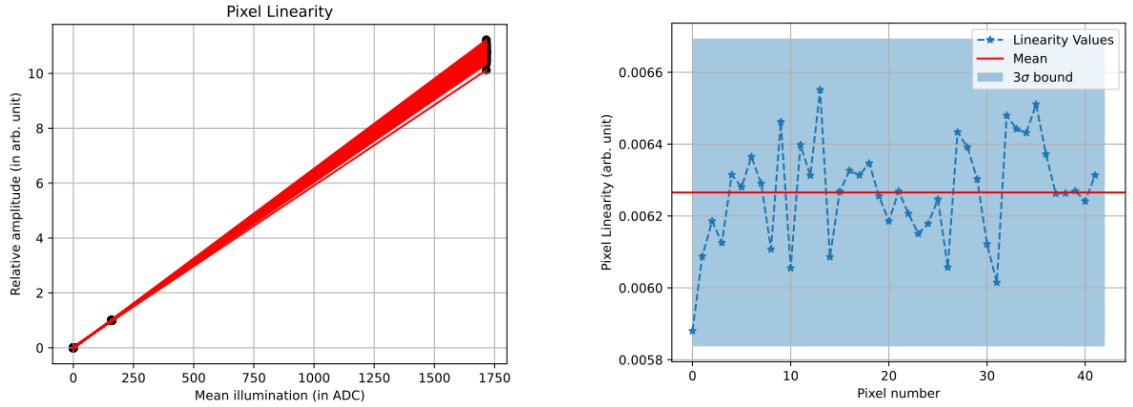 Pixel Linearity
Relative amplitude (in arb. unit)
10
8
6
4
2
0
0 250 500 750 1000 1250 1500 1750
Mean illumination (in ADC)
Linearity Values
Mean
3σ bound
Pixel Linearity (arb. unit)
0.0066
0.0064
0.0062
0.0060
0.0058
0 10 20 30 40
Pixel number